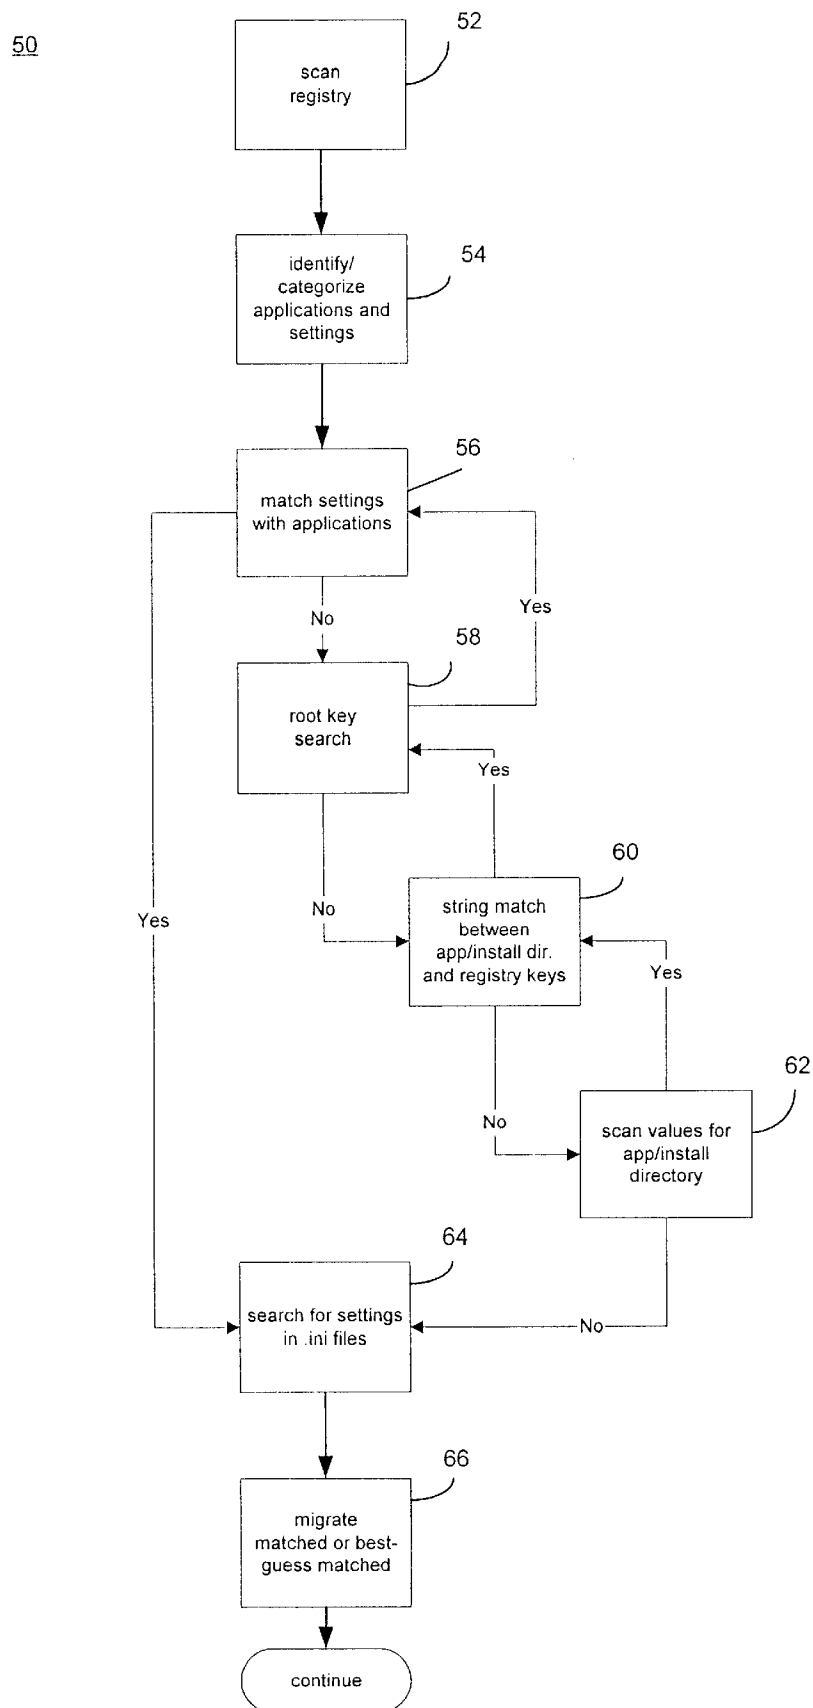 50
52
scan
registry
54
identify/
categorize
applications and
settings
56
match settings
with applications
No
Yes
58
root key
search
Yes
60
No
string match
between
app/install dir.
and registry keys
Yes
Yes
62
No
scan values for
app/install
directory
64
search for settings
in .ini files
No
66
migrate
matched or best-
guess matched
continue